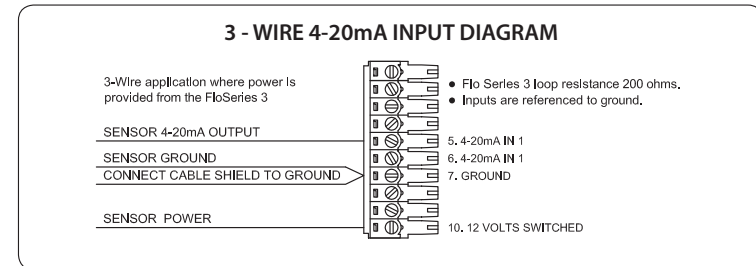 3 - WIRE 4-20mA INPUT DIAGRAM
3-Wire application where power is
provided from the FloSeries 3
SENSOR 4-20mA OUTPUT
SENSOR GROUND
CONNECT CABLE SHIELD TO GROUND
SENSOR POWER
• Flo Series 3 loop resistance 200 ohms.
• Inputs are referenced to ground.
5. 4-20mA IN 1
6. 4-20mA IN 1
7. GROUND
10. 12 VOLTS SWITCHED